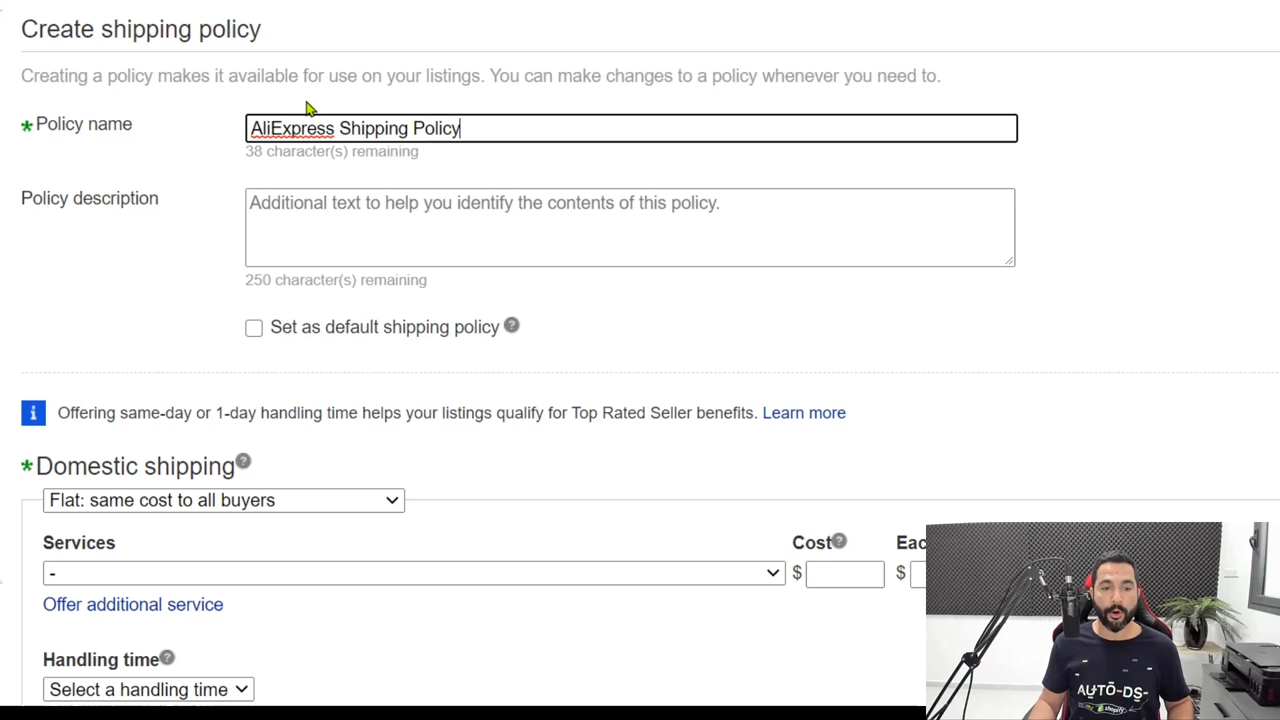 Create shipping policy
Creating a policy makes it available for use on your listings. You can make changes to a policy whenever you need to.
* Policy name
AliExpress Shipping Policy
38 character(s) remaining
Policy description
Additional text to help you identify the contents of this policy.
250 character(s) remaining
Set as default shipping policy ?
i Offering same-day or 1-day handling time helps your listings qualify for Top Rated Seller benefits. Learn more
* Domestic shipping ?
Flat: same cost to all buyers
Services Cost ? Eac
- $ $
Offer additional service
Handling time ?
Select a handling time
AUTO-DS-
shopify